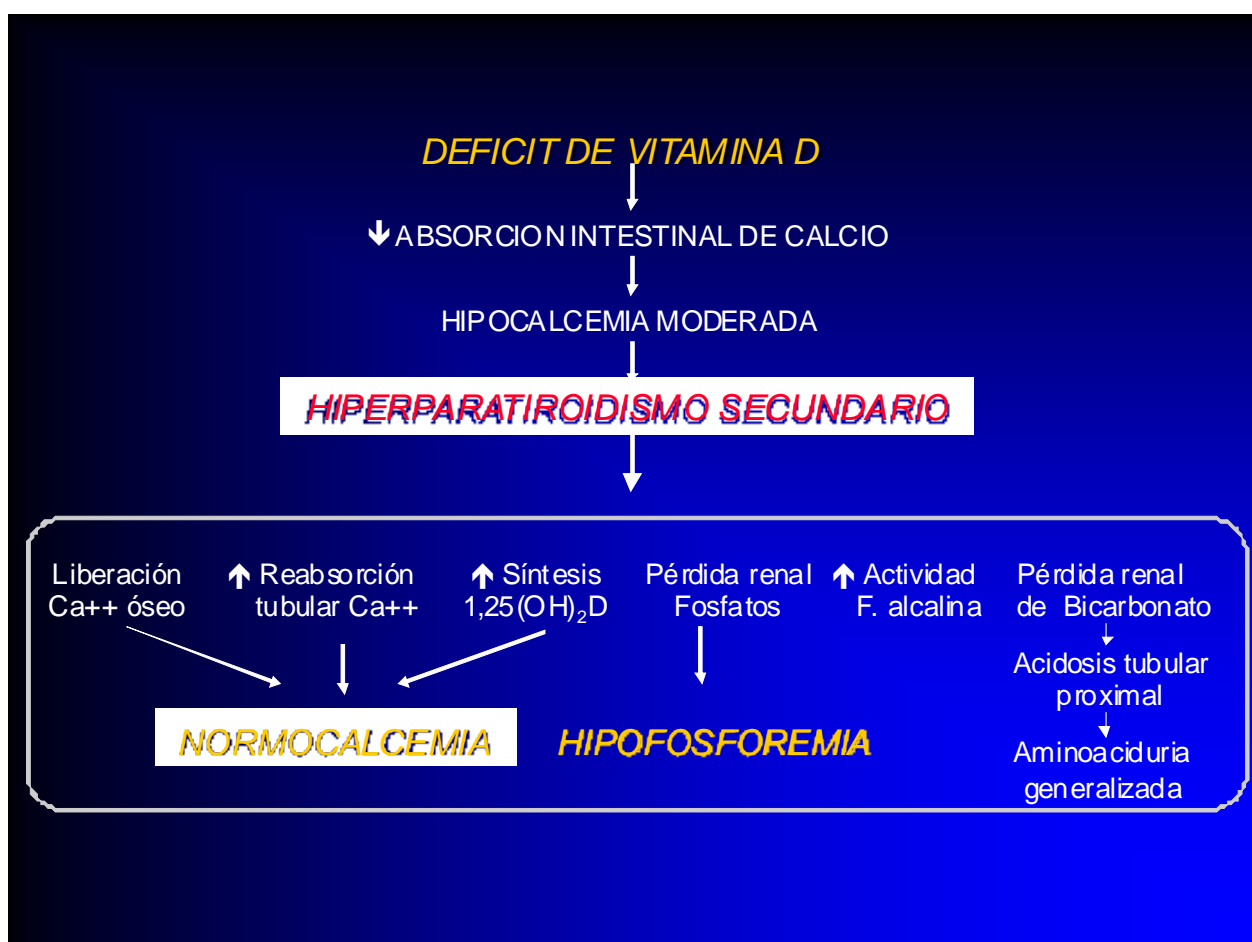 DEFICIT DE VITAMINA D
↓ ABSORCION INTESTINAL DE CALCIO
HIPOCALCEMIA MODERADA
HIPERPARATIROIDISMO SECUNDARIO
Liberación
Ca++ óseo
↑ Reabsorción
tubular Ca++
↑ Síntesis
1,25(OH)₂D
Pérdida renal
Fosfatos
↑ Actividad
F. alcalina
Pérdida renal
de Bicarbonato
Acidosis tubular
proximal
Aminoaciduria
generalizada
NORMOCALCEMIA
HIPOFOSFOREMIA